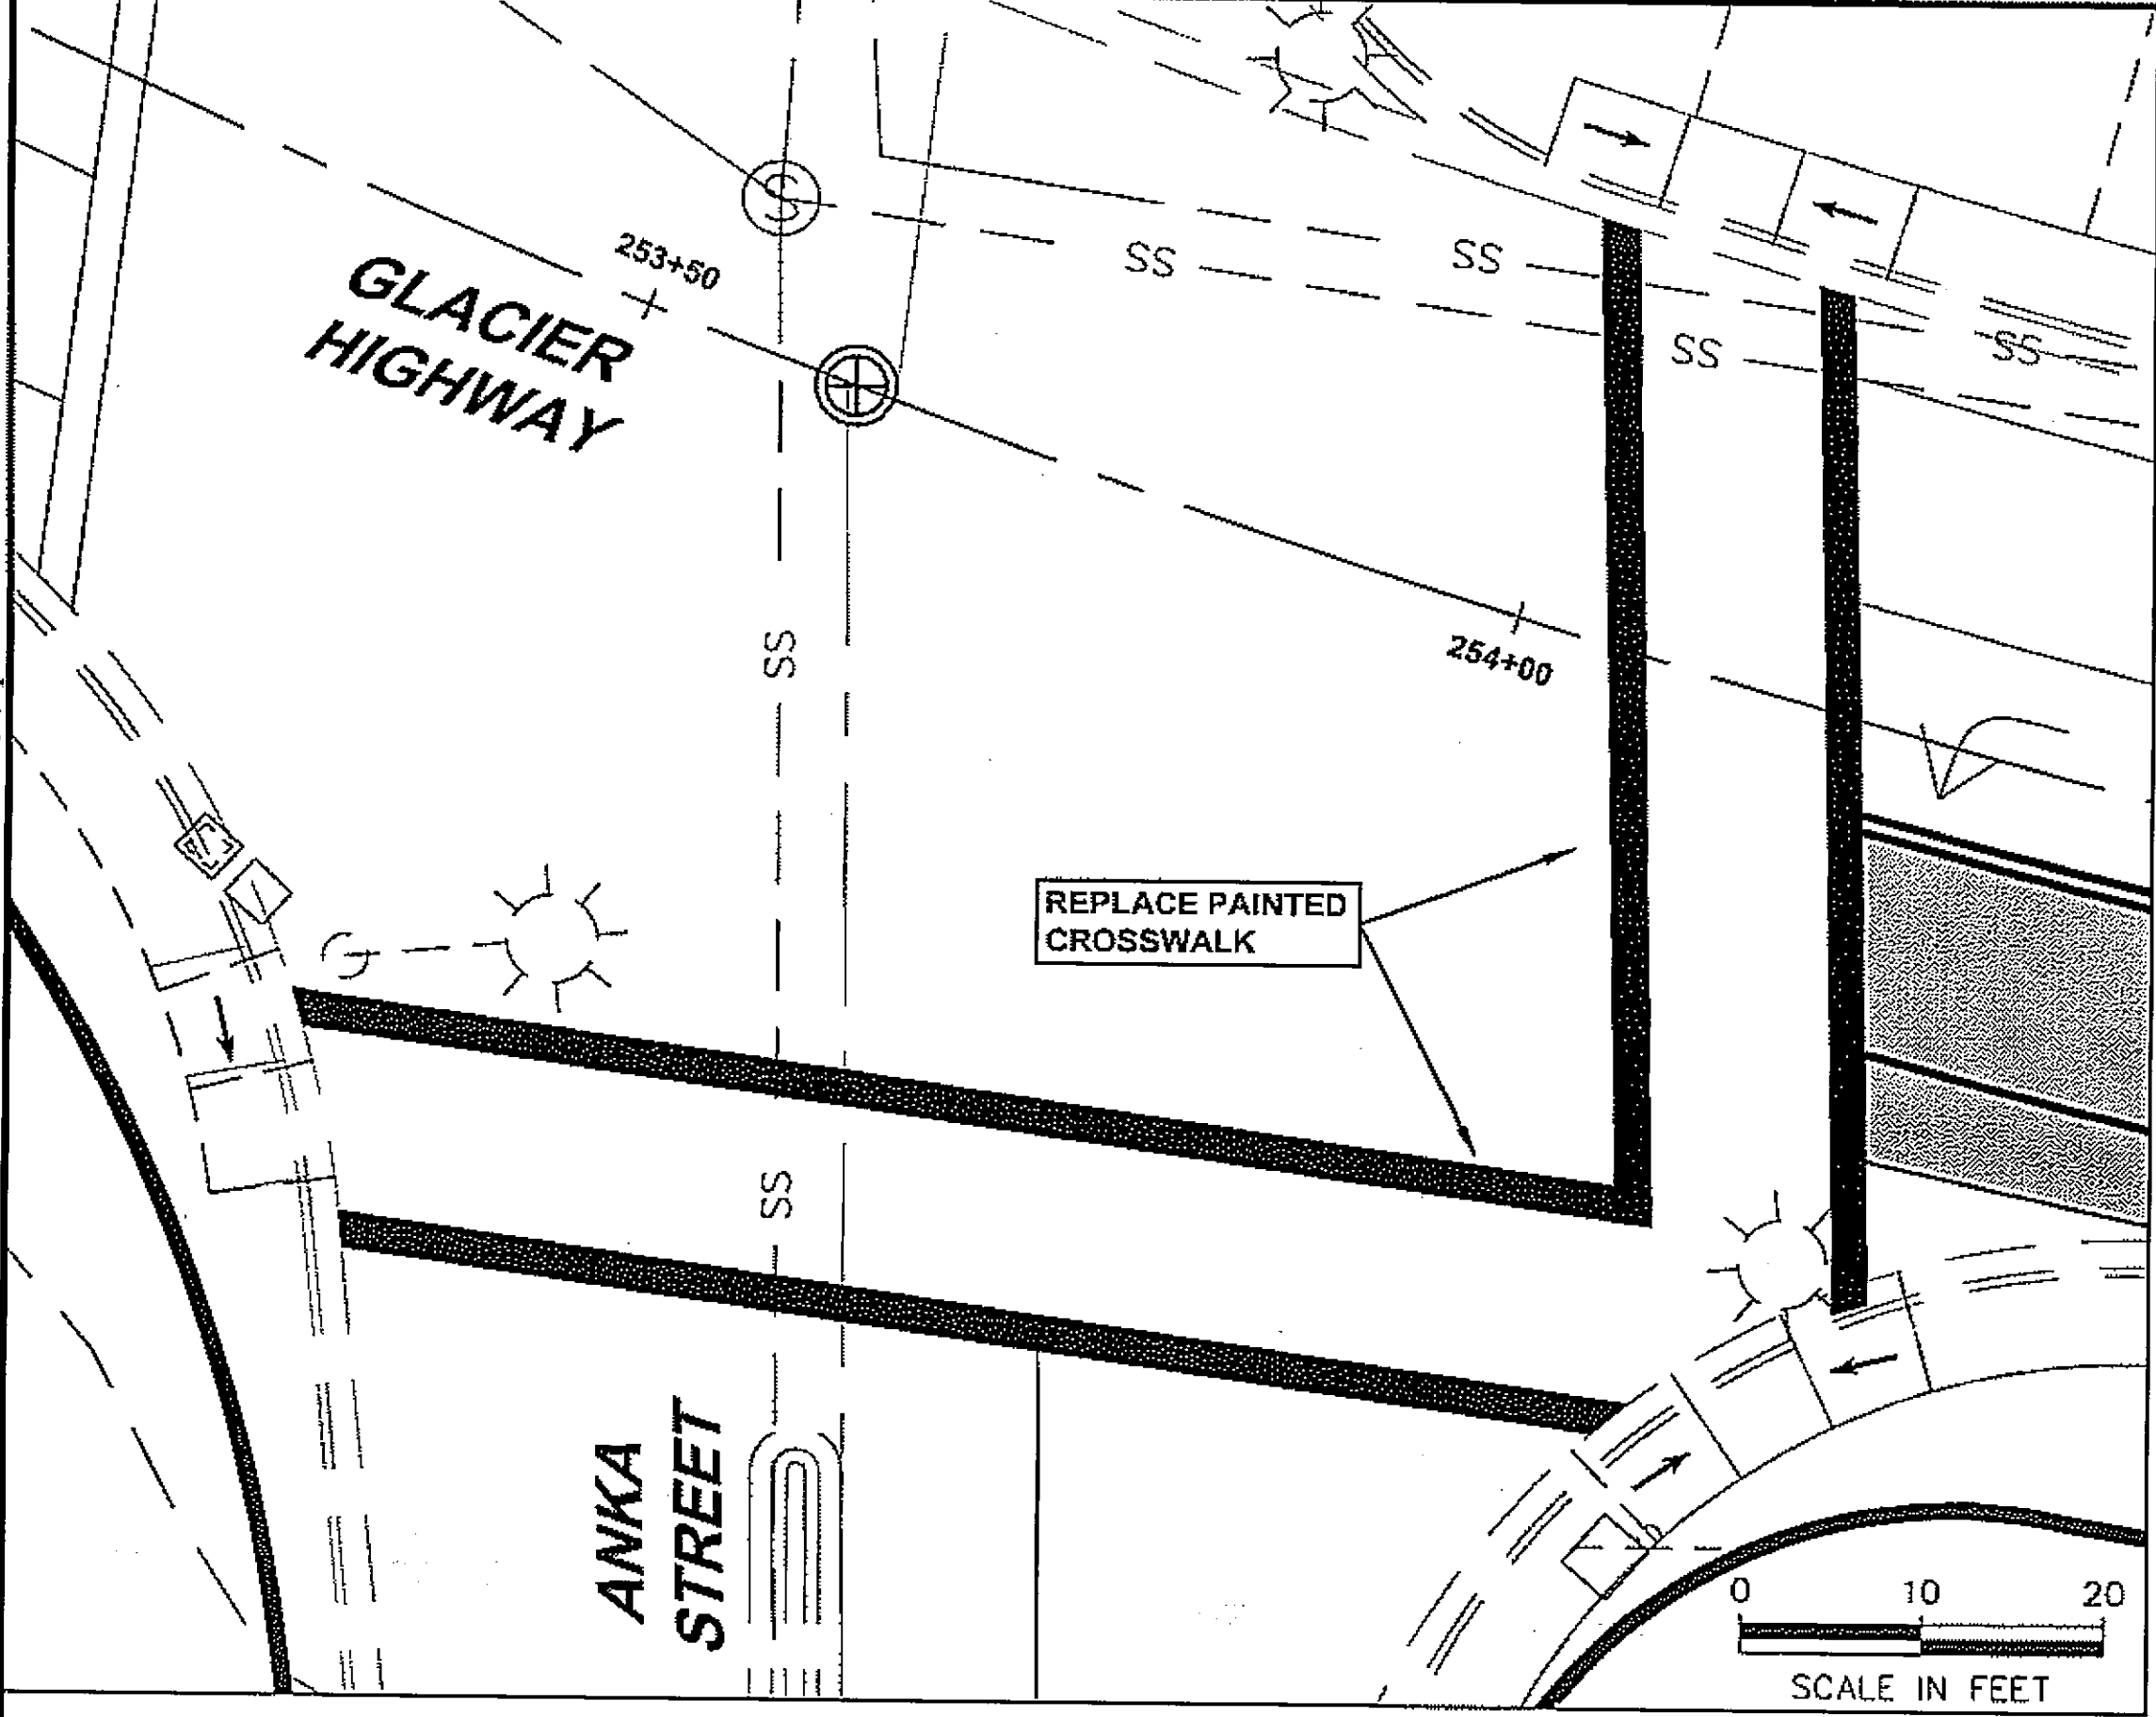 S
253+50
GLACIER
HIGHWAY
SS
SS
SS
SS
SS
254+00
REPLACE PAINTED
CROSSWALK
SS
ANKA
STREET
0 10 20
SCALE IN FEET